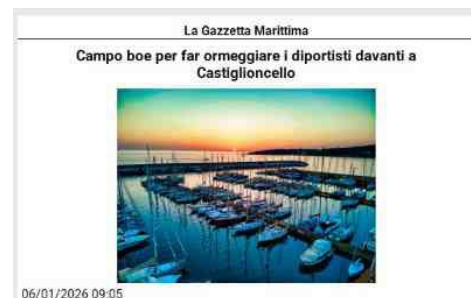 La Gazzetta Marittima
Campo boe per far ormeggiare i diportisti davanti a
Castiglioncello
06/01/2026 09:05